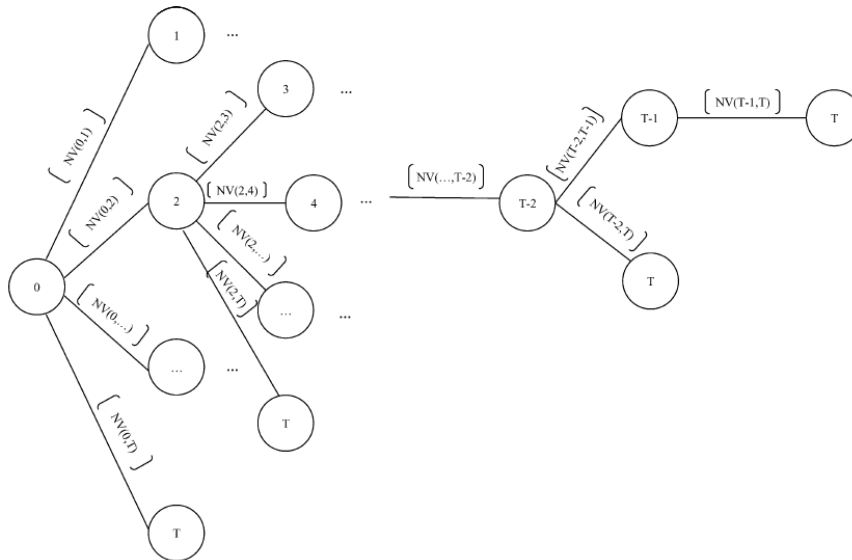 1
...
3
...
NV(0,1)
NV(2,3)
T-1
NV(T-1,T)
T
NV(T-2,T-1)
NV(0,2)
2
NV(2,4)
4
...
NV(...,T-2)
T-2
NV(2,...)
NV(T-2,T)
0
NV(2,T)
T
NV(0,...)
...
...
...
...
T
NV(0,T)
T